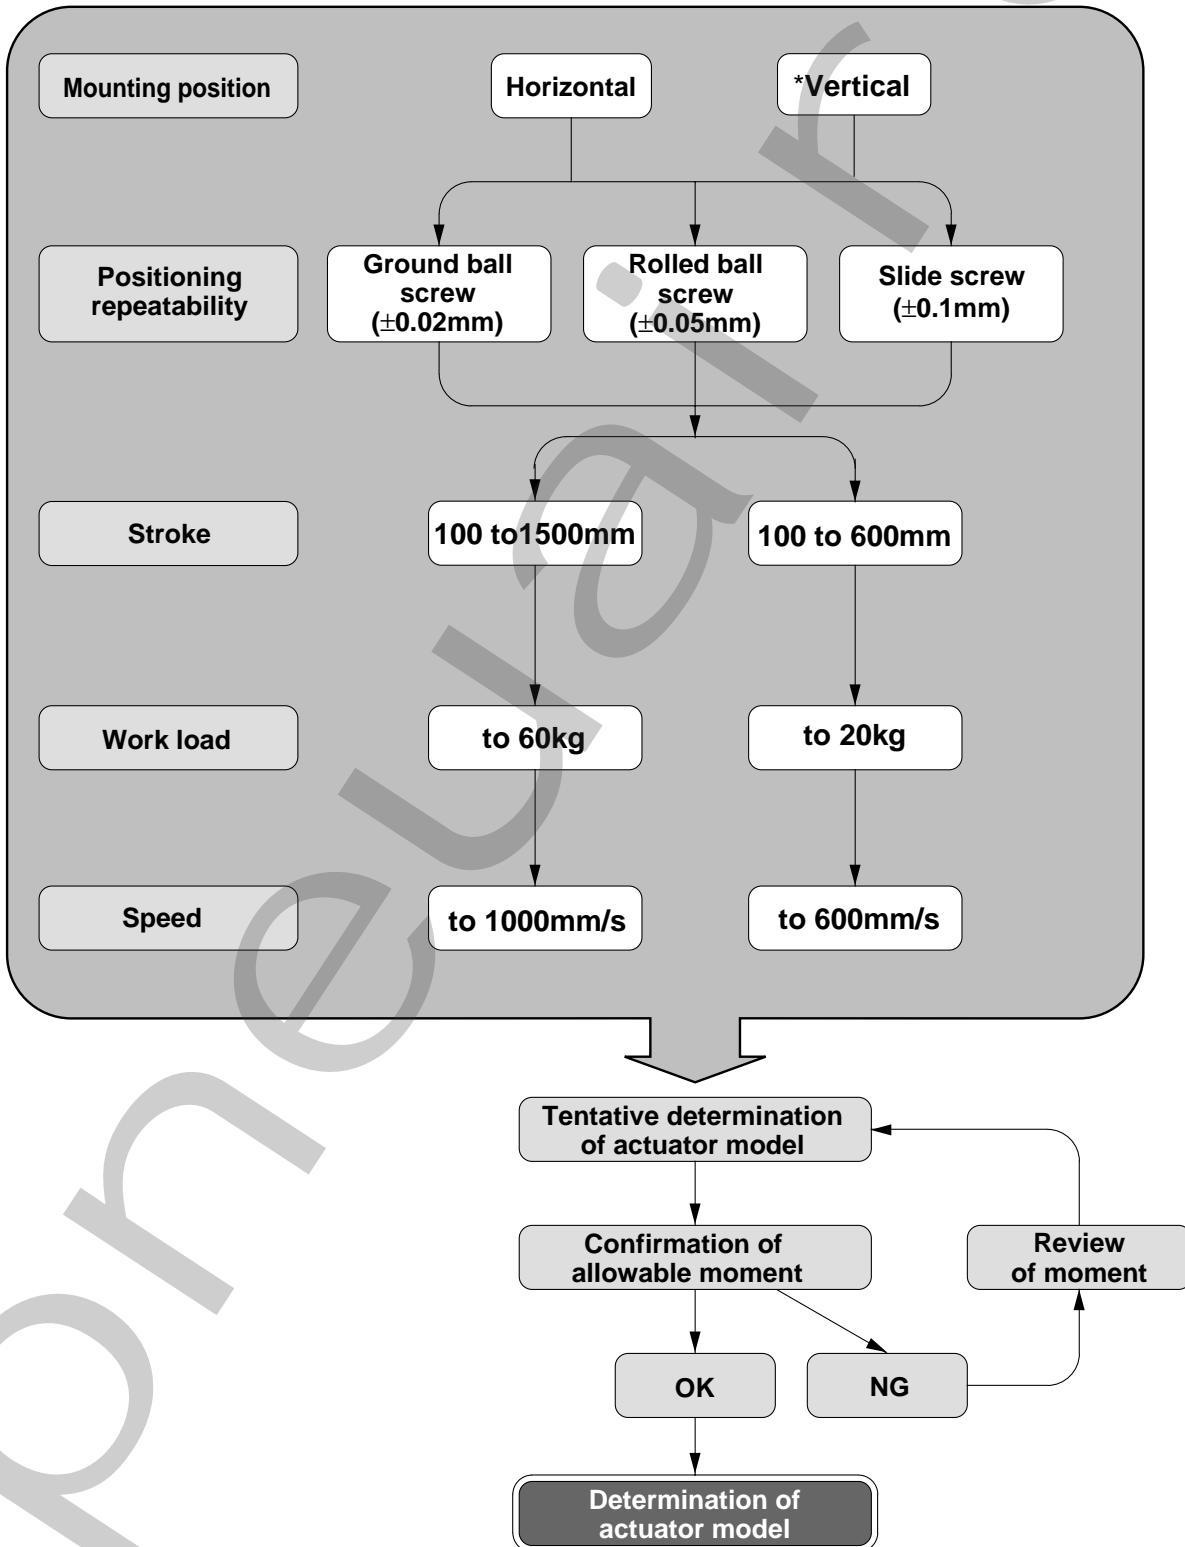 Mounting position
Horizontal
*Vertical
Positioning
repeatability
Ground ball
screw
(±0.02mm)
Rolled ball
screw
(±0.05mm)
Slide screw
(±0.1mm)
Stroke
100 to1500mm
100 to 600mm
Work load
to 60kg
to 20kg
Speed
to 1000mm/s
to 600mm/s
Tentative determination
of actuator model
Confirmation of
allowable moment
Review
of moment
OK
NG
Determination of
actuator model
pneuair